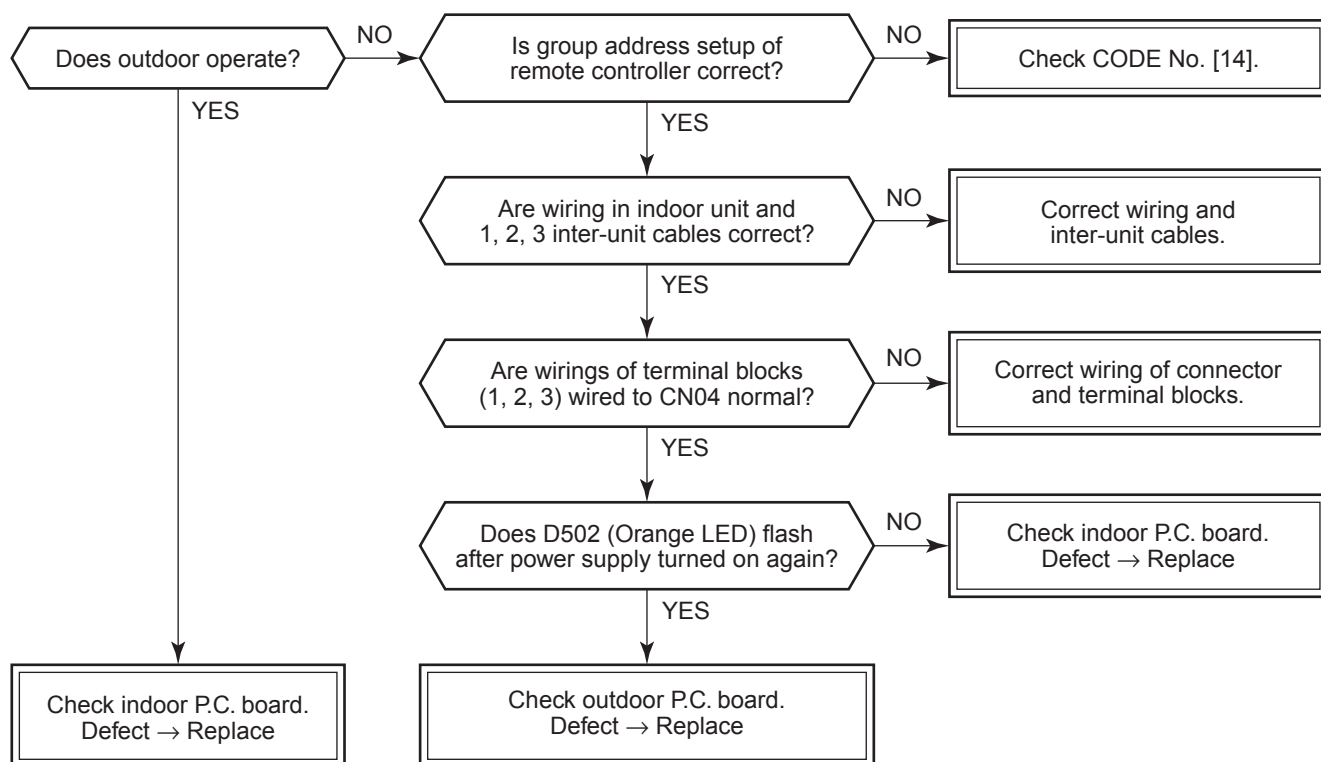 Does outdoor operate?
NO
Is group address setup of
remote controller correct?
NO
Check CODE No. [14].
YES
YES
Are wiring in indoor unit and
1, 2, 3 inter-unit cables correct?
NO
Correct wiring and
inter-unit cables.
YES
Are wirings of terminal blocks
(1, 2, 3) wired to CN04 normal?
NO
Correct wiring of connector
and terminal blocks.
YES
Does D502 (Orange LED) flash
after power supply turned on again?
NO
Check indoor P.C. board.
Defect → Replace
YES
Check indoor P.C. board.
Defect → Replace
Check outdoor P.C. board.
Defect → Replace